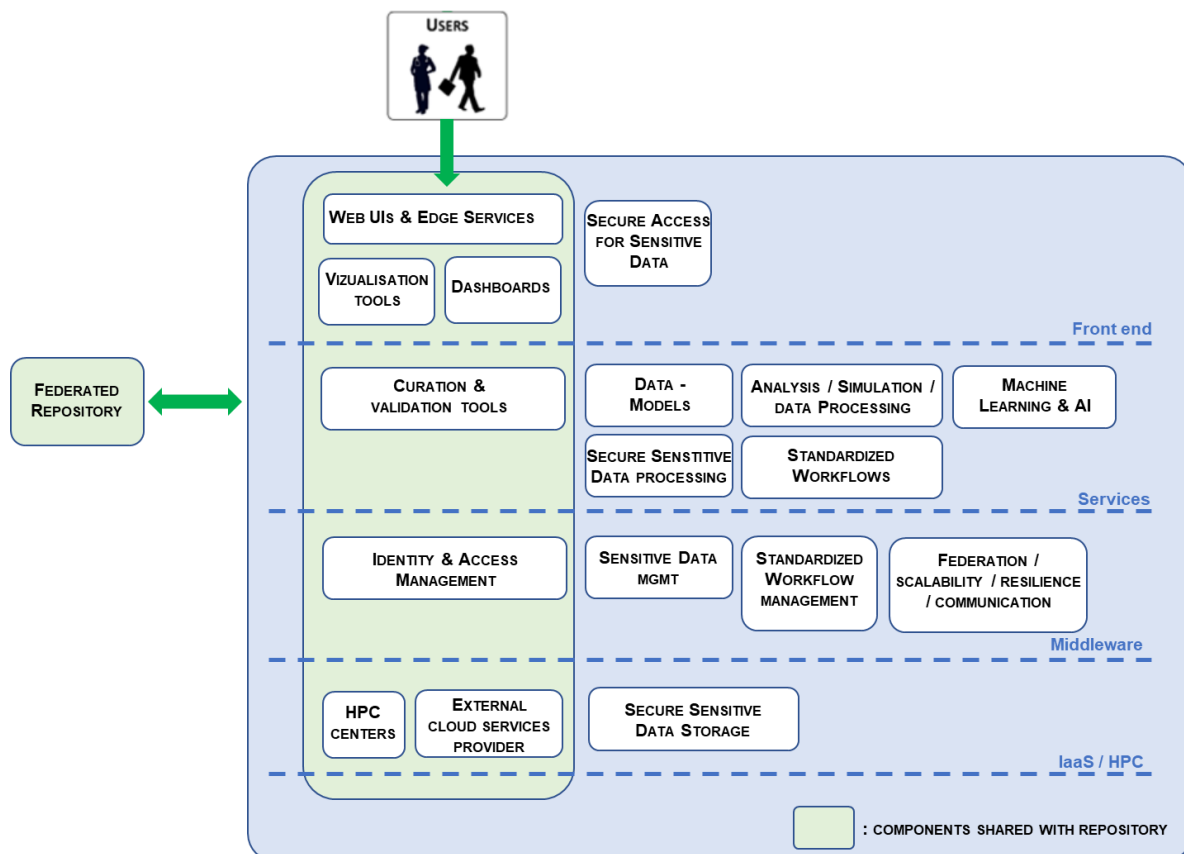 USERS
WEB UIS & EDGE SERVICES
SECURE ACCESS
FOR SENSITIVE
DATA
VIZUALISATION
TOOLS
DASHBOARDS
Front end
FEDERATED
REPOSITORY
CURATION &
VALIDATION TOOLS
DATA -
MODELS
ANALYSIS / SIMULATION /
DATA PROCESSING
MACHINE
LEARNING & AI
SECURE SENSTITIVE
DATA PROCESSING
STANDARDIZED
WORKFLOWS
Services
IDENTITY & ACCESS
MANAGEMENT
SENSITIVE DATA
MGMT
STANDARDIZED
WORKFLOW
MANAGEMENT
FEDERATION /
SCALABILITY / RESILIENCE
/ COMMUNICATION
Middleware
HPC
CENTERS
EXTERNAL
CLOUD SERVICES
PROVIDER
SECURE SENSITIVE
DATA STORAGE
IaaS / HPC
: COMPONENTS SHARED WITH REPOSITORY